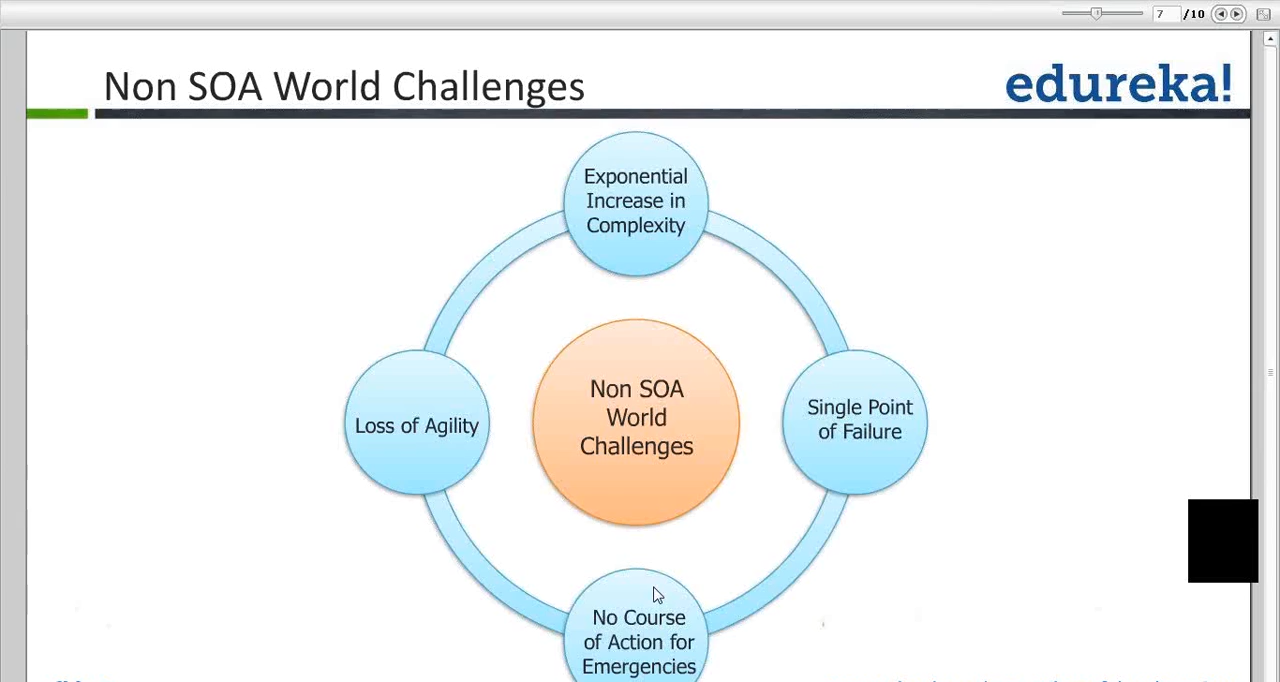 7 /10
Non SOA World Challenges
edureka!
Exponential
Increase in
Complexity
Loss of Agility
Non SOA
World
Challenges
Single Point
of Failure
No Course
of Action for
Emergencies